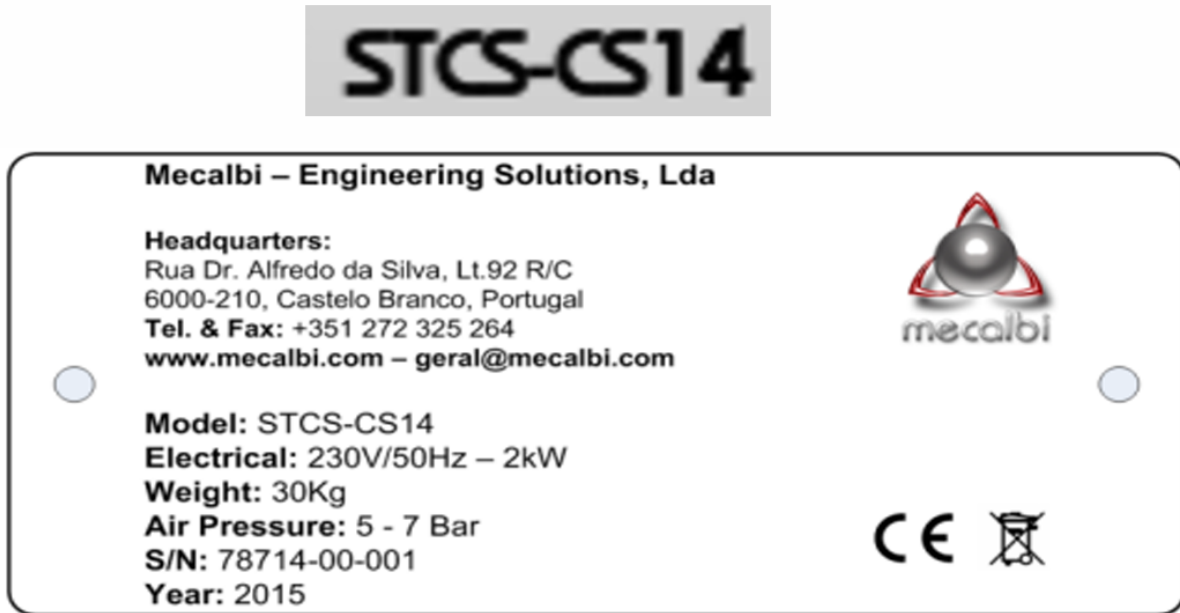 STCS-CS14
Mecalbi – Engineering Solutions, Lda
Headquarters:
Rua Dr. Alfredo da Silva, Lt.92 R/C
6000-210, Castelo Branco, Portugal
Tel. & Fax: +351 272 325 264
www.mecalbi.com – geral@mecalbi.com
mecalbi
Model: STCS-CS14
Electrical: 230V/50Hz – 2kW
Weight: 30Kg
Air Pressure: 5 - 7 Bar
S/N: 78714-00-001
Year: 2015
CE